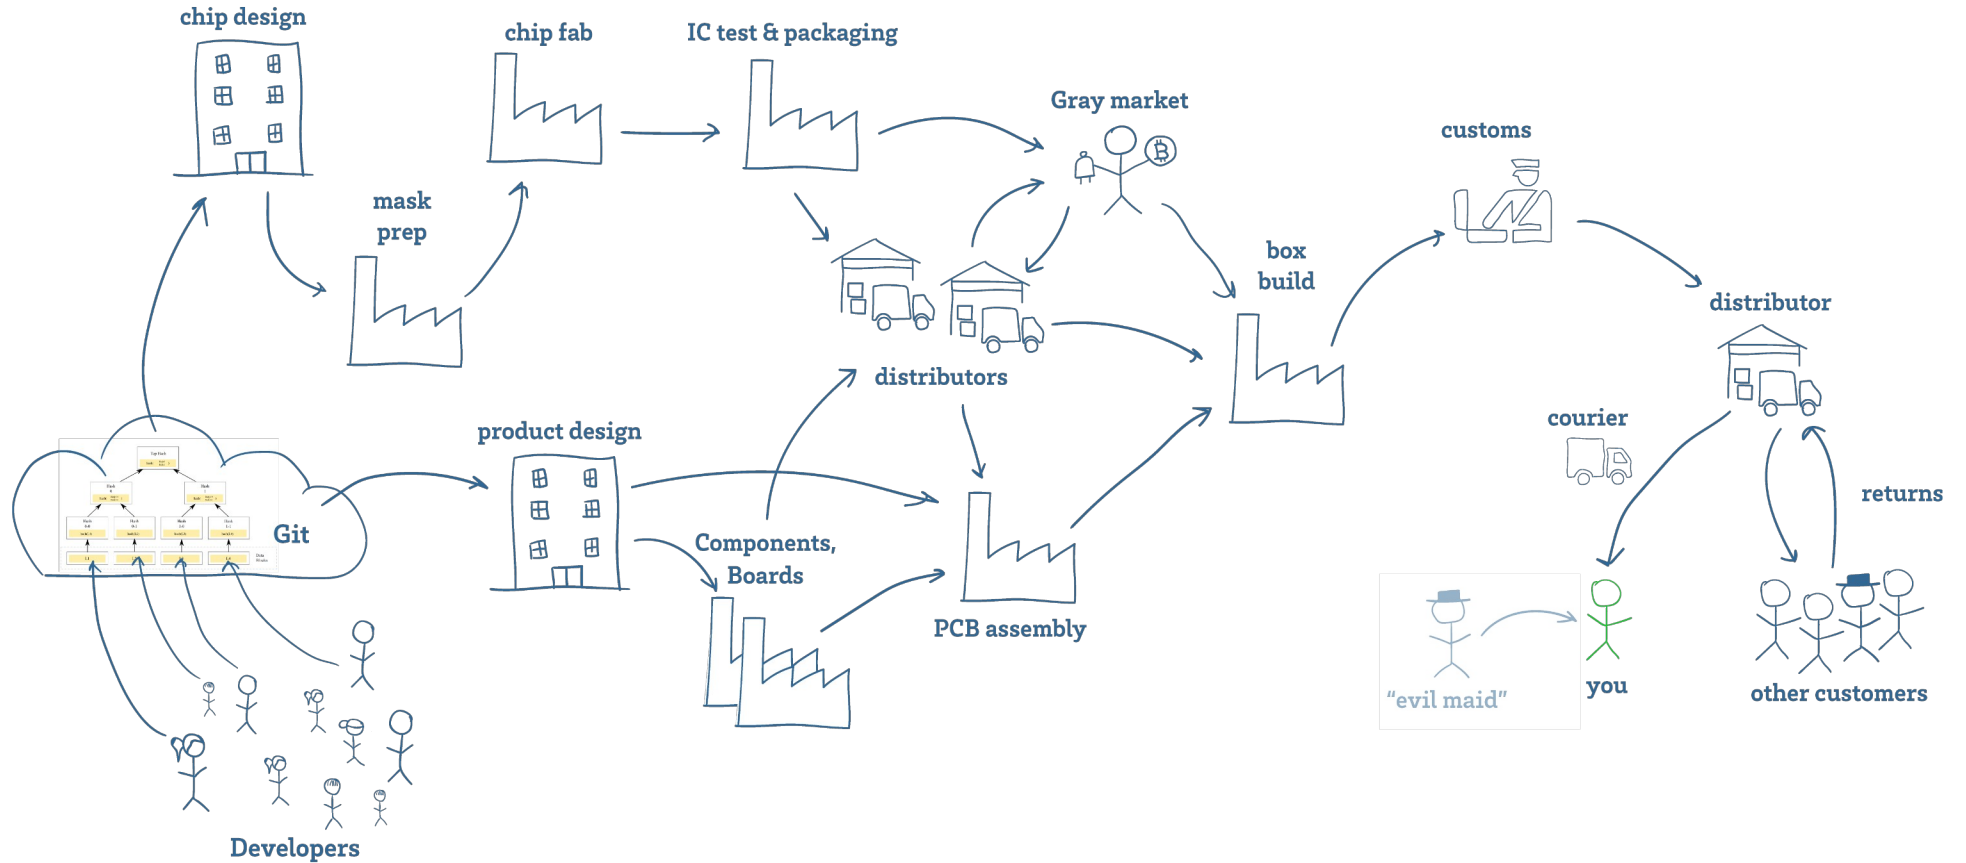 chip design
chip fab
IC test & packaging
Gray market
customs
mask
prep
box
build
distributor
distributors
courier
product design
returns
Git
Components,
Boards
PCB assembly
"evil maid"
you
other customers
Developers